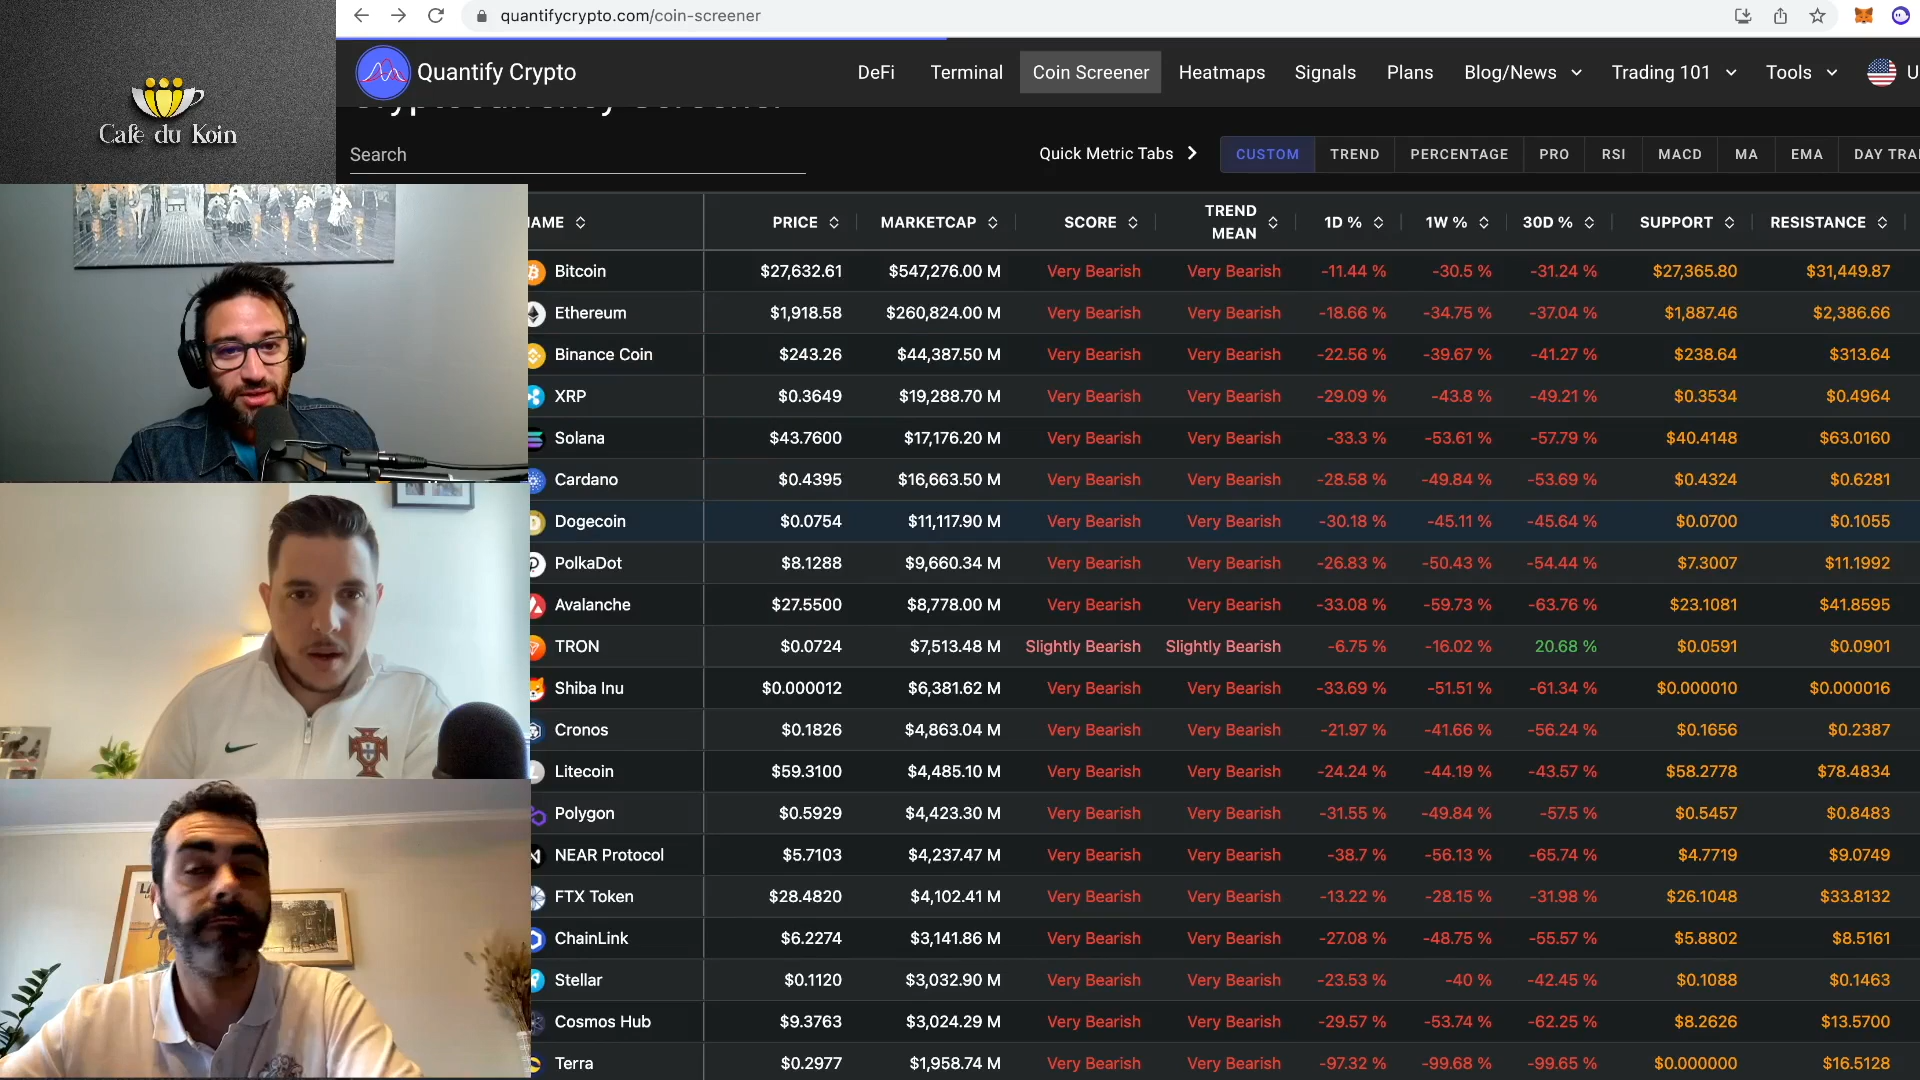 quantifycrypto.com/coin-screener
Quantify Crypto
DeFi Terminal Coin Screener Heatmaps Signals Plans Blog/News Trading 101 Tools U
Cafe du Koin
Cryptocurrency Screener
Search
Quick Metric Tabs CUSTOM TREND PERCENTAGE PRO RSI MACD MA EMA DAY TRA
AME PRICE MARKETCAP SCORE TREND MEAN 1D % 1W % 30D % SUPPORT RESISTANCE
Bitcoin $27,632.61 $547,276.00 M Very Bearish Very Bearish -11.44 % -30.5 % -31.24 % $27,365.80 $31,449.87
Ethereum $1,918.58 $260,824.00 M Very Bearish Very Bearish -18.66 % -34.75 % -37.04 % $1,887.46 $2,386.66
Binance Coin $243.26 $44,387.50 M Very Bearish Very Bearish -22.56 % -39.67 % -41.27 % $238.64 $313.64
XRP $0.3649 $19,288.70 M Very Bearish Very Bearish -29.09 % -43.8 % -49.21 % $0.3534 $0.4964
Solana $43.7600 $17,176.20 M Very Bearish Very Bearish -33.3 % -53.61 % -57.79 % $40.4148 $63.0160
Cardano $0.4395 $16,663.50 M Very Bearish Very Bearish -28.58 % -49.84 % -53.69 % $0.4324 $0.6281
Dogecoin $0.0754 $11,117.90 M Very Bearish Very Bearish -30.18 % -45.11 % -45.64 % $0.0700 $0.1055
PolkaDot $8.1288 $9,660.34 M Very Bearish Very Bearish -26.83 % -50.43 % -54.44 % $7.3007 $11.1992
Avalanche $27.5500 $8,778.00 M Very Bearish Very Bearish -33.08 % -59.73 % -63.76 % $23.1081 $41.8595
TRON $0.0724 $7,513.48 M Slightly Bearish Slightly Bearish -6.75 % -16.02 % 20.68 % $0.0591 $0.0901
Shiba Inu $0.000012 $6,381.62 M Very Bearish Very Bearish -33.69 % -51.51 % -61.34 % $0.000010 $0.000016
Cronos $0.1826 $4,863.04 M Very Bearish Very Bearish -21.97 % -41.66 % -56.24 % $0.1656 $0.2387
Litecoin $59.3100 $4,485.10 M Very Bearish Very Bearish -24.24 % -44.19 % -43.57 % $58.2778 $78.4834
Polygon $0.5929 $4,423.30 M Very Bearish Very Bearish -31.55 % -49.84 % -57.5 % $0.5457 $0.8483
NEAR Protocol $5.7103 $4,237.47 M Very Bearish Very Bearish -38.7 % -56.13 % -65.74 % $4.7719 $9.0749
FTX Token $28.4820 $4,102.41 M Very Bearish Very Bearish -13.22 % -28.15 % -31.98 % $26.1048 $33.8132
ChainLink $6.2274 $3,141.86 M Very Bearish Very Bearish -27.08 % -48.75 % -55.57 % $5.8802 $8.5161
Stellar $0.1120 $3,032.90 M Very Bearish Very Bearish -23.53 % -40 % -42.45 % $0.1088 $0.1463
Cosmos Hub $9.3763 $3,024.29 M Very Bearish Very Bearish -29.57 % -53.74 % -62.25 % $8.2626 $13.5700
Terra $0.2977 $1,958.74 M Very Bearish Very Bearish -97.32 % -99.68 % -99.65 % $0.000000 $16.5128